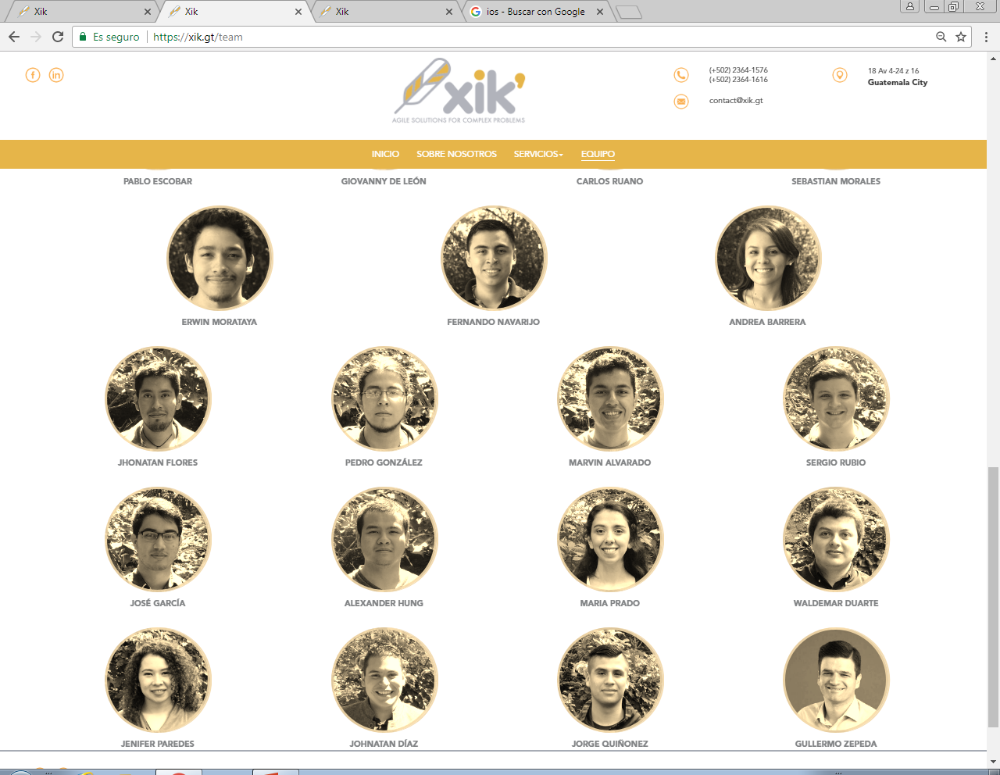 Xik
Xik
Xik
ios - Buscar con Google
Es seguro
https://xik.gt/team
xik'
AGILE SOLUTIONS FOR COMPLEX PROBLEMS
(+502) 2364-1576
(+502) 2364-1616
contact@xik.gt
18 Av 4-24 z 16
Guatemala City
INICIO
SOBRE NOSOTROS
SERVICIOS
EQUIPO
PABLO ESCOBAR
GIOVANNY DE LEÓN
CARLOS RUANO
SEBASTIAN MORALES
ERWIN MORATAYA
FERNANDO NAVARIJO
ANDREA BARRERA
JHONATAN FLORES
PEDRO GONZÁLEZ
MARVIN ALVARADO
SERGIO RUBIO
JOSÉ GARCÍA
ALEXANDER HUNG
MARIA PRADO
WALDEMAR DUARTE
JENIFER PAREDES
JOHNATAN DÍAZ
JORGE QUIÑONEZ
GULLERMO ZEPEDA